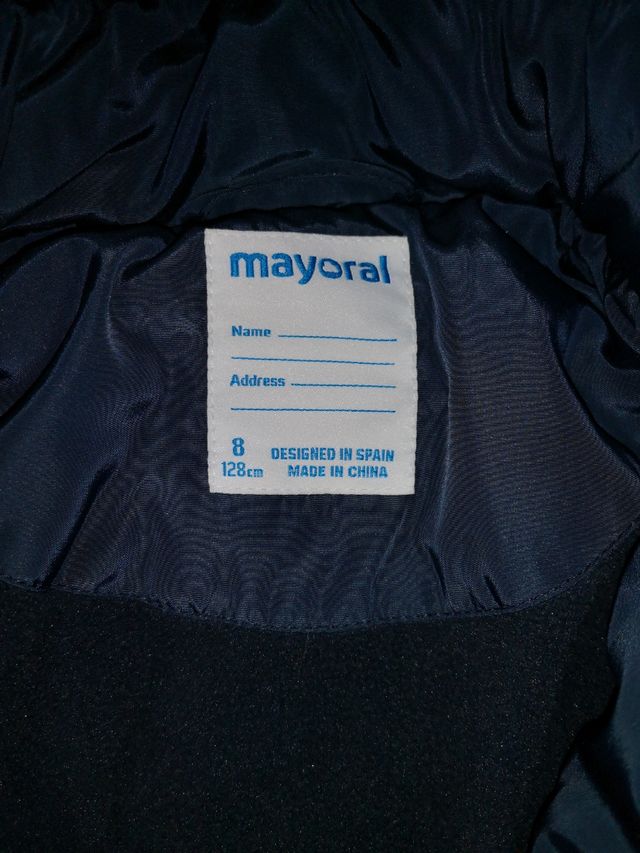 mayoral
Name
Address
8
128cm
DESIGNED IN SPAIN
MADE IN CHINA